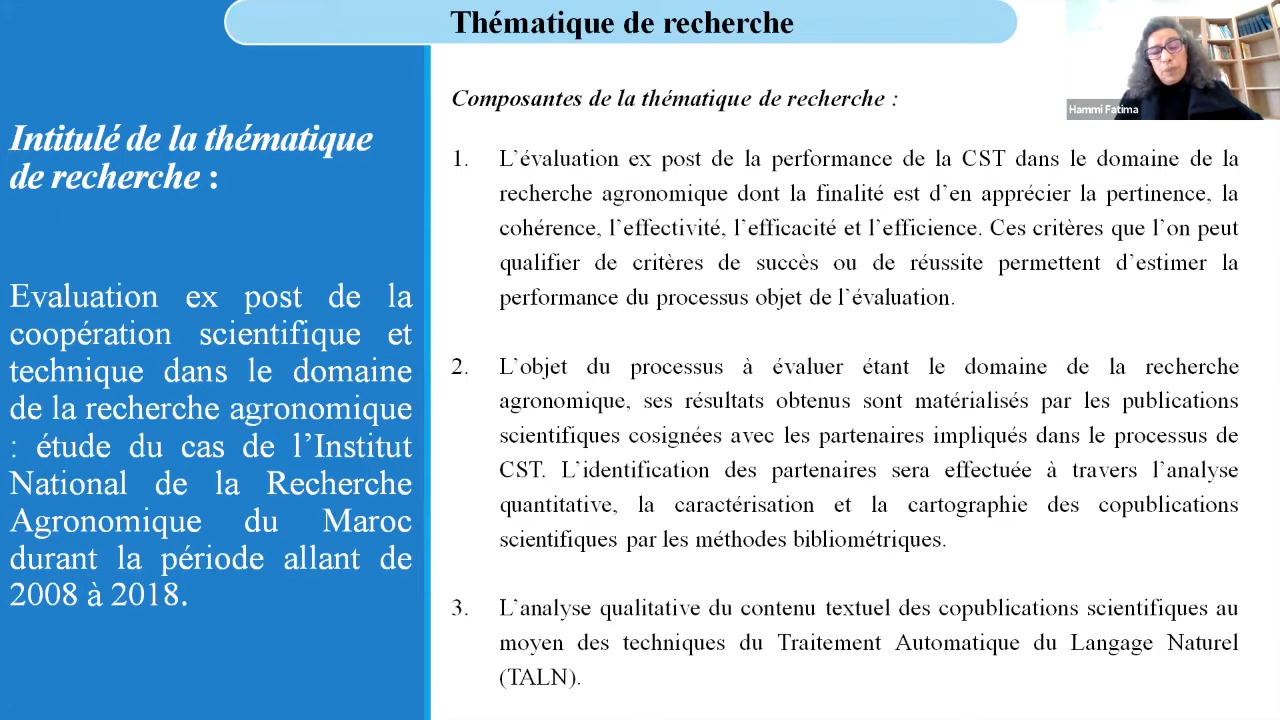 Thématique de recherche
Hammi Fatima
Intitulé de la thématique
de recherche :
Evaluation ex post de la
coopération scientifique et
technique dans le domaine
de la recherche agronomique
: étude du cas de l’Institut
National de la Recherche
Agronomique du Maroc
durant la période allant de
2008 à 2018.
Composantes de la thématique de recherche :
1. L’évaluation ex post de la performance de la CST dans le domaine de la
recherche agronomique dont la finalité est d’en apprécier la pertinence, la
cohérence, l’effectivité, l’efficacité et l’efficience. Ces critères que l’on peut
qualifier de critères de succès ou de réussite permettent d’estimer la
performance du processus objet de l’évaluation.
2. L’objet du processus à évaluer étant le domaine de la recherche
agronomique, ses résultats obtenus sont matérialisés par les publications
scientifiques cosignées avec les partenaires impliqués dans le processus de
CST. L’identification des partenaires sera effectuée à travers l’analyse
quantitative, la caractérisation et la cartographie des copublications
scientifiques par les méthodes bibliométriques.
3. L’analyse qualitative du contenu textuel des copublications scientifiques au
moyen des techniques du Traitement Automatique du Langage Naturel
(TALN).